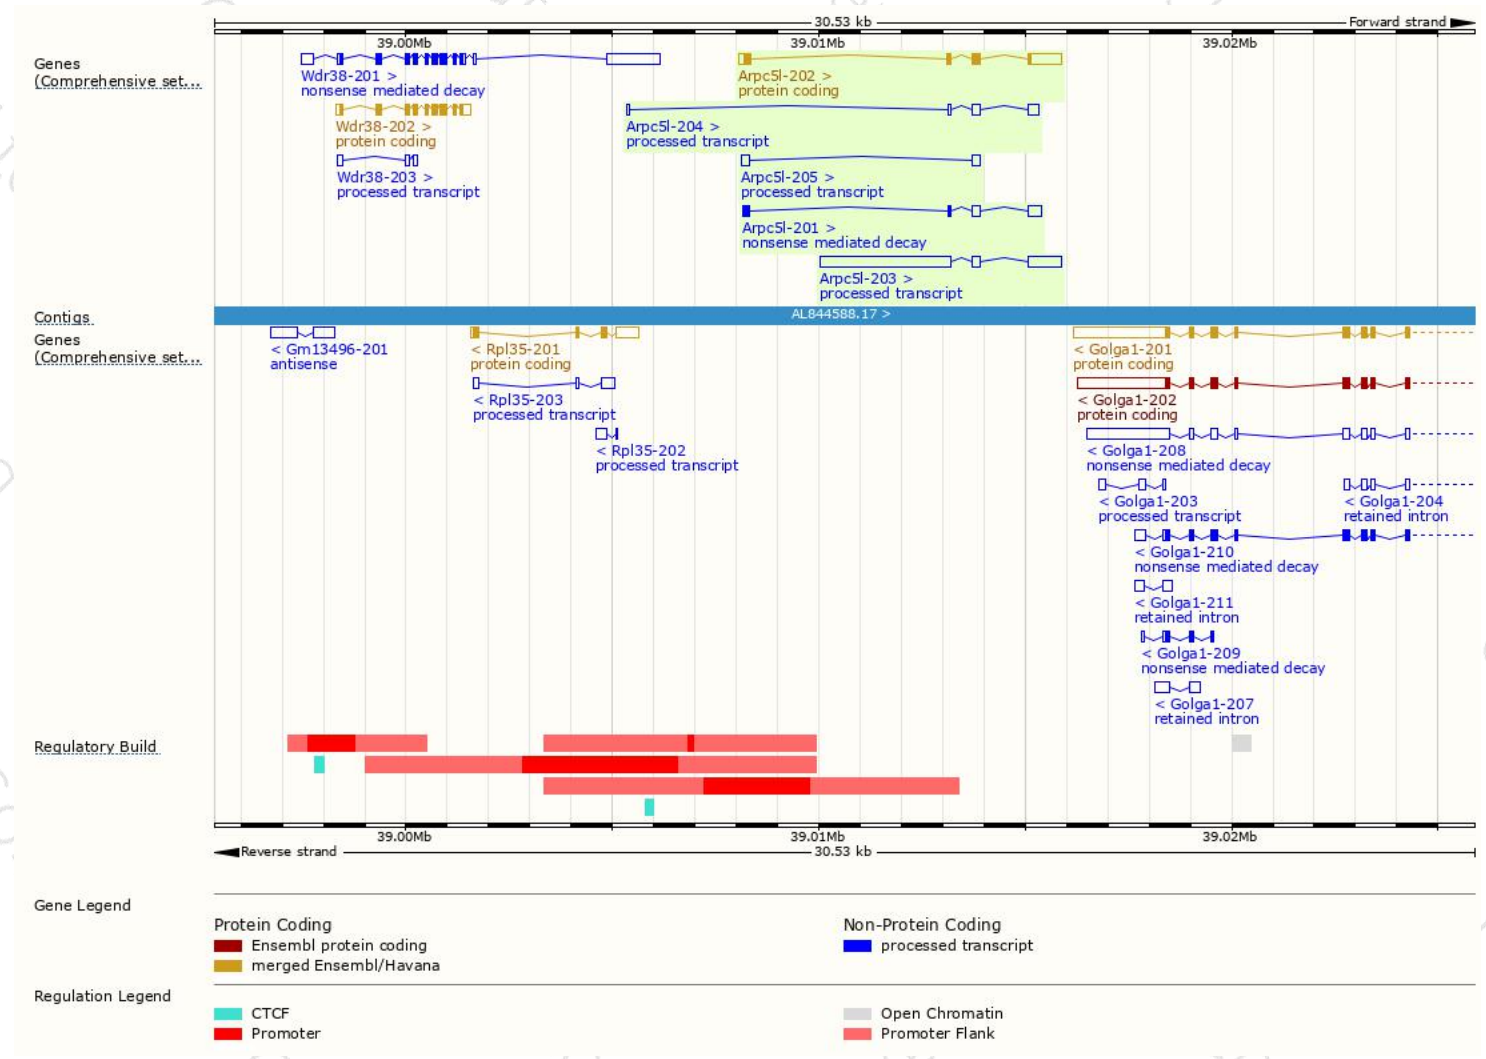 30.53 kb
Forward strand
39.00Mb 39.01Mb 39.02Mb
Genes
(Comprehensive set...
Wdr38-201 >
nonsense mediated decay
Arpc5l-202 >
protein coding
Wdr38-202 >
protein coding
Arpc5l-204 >
processed transcript
Wdr38-203 >
processed transcript
Arpc5l-205 >
processed transcript
Arpc5l-201 >
nonsense mediated decay
Arpc5l-203 >
processed transcript
Contigs
AL844588.17 >
Genes
(Comprehensive set...
< Gm13496-201
antisense
< Rpl35-201
protein coding
< Golga1-201
protein coding
< Rpl35-203
processed transcript
< Golga1-202
protein coding
< Rpl35-202
processed transcript
< Golga1-208
nonsense mediated decay
< Golga1-203
processed transcript
< Golga1-204
retained intron
< Golga1-210
nonsense mediated decay
< Golga1-211
retained intron
< Golga1-209
nonsense mediated decay
< Golga1-207
retained intron
Regulatory Build
39.00Mb 39.01Mb 39.02Mb
Reverse strand
30.53 kb
Gene Legend
Protein Coding
Ensembl protein coding
merged Ensembl/Havana
Non-Protein Coding
processed transcript
Regulation Legend
CTCF
Promoter
Open Chromatin
Promoter Flank